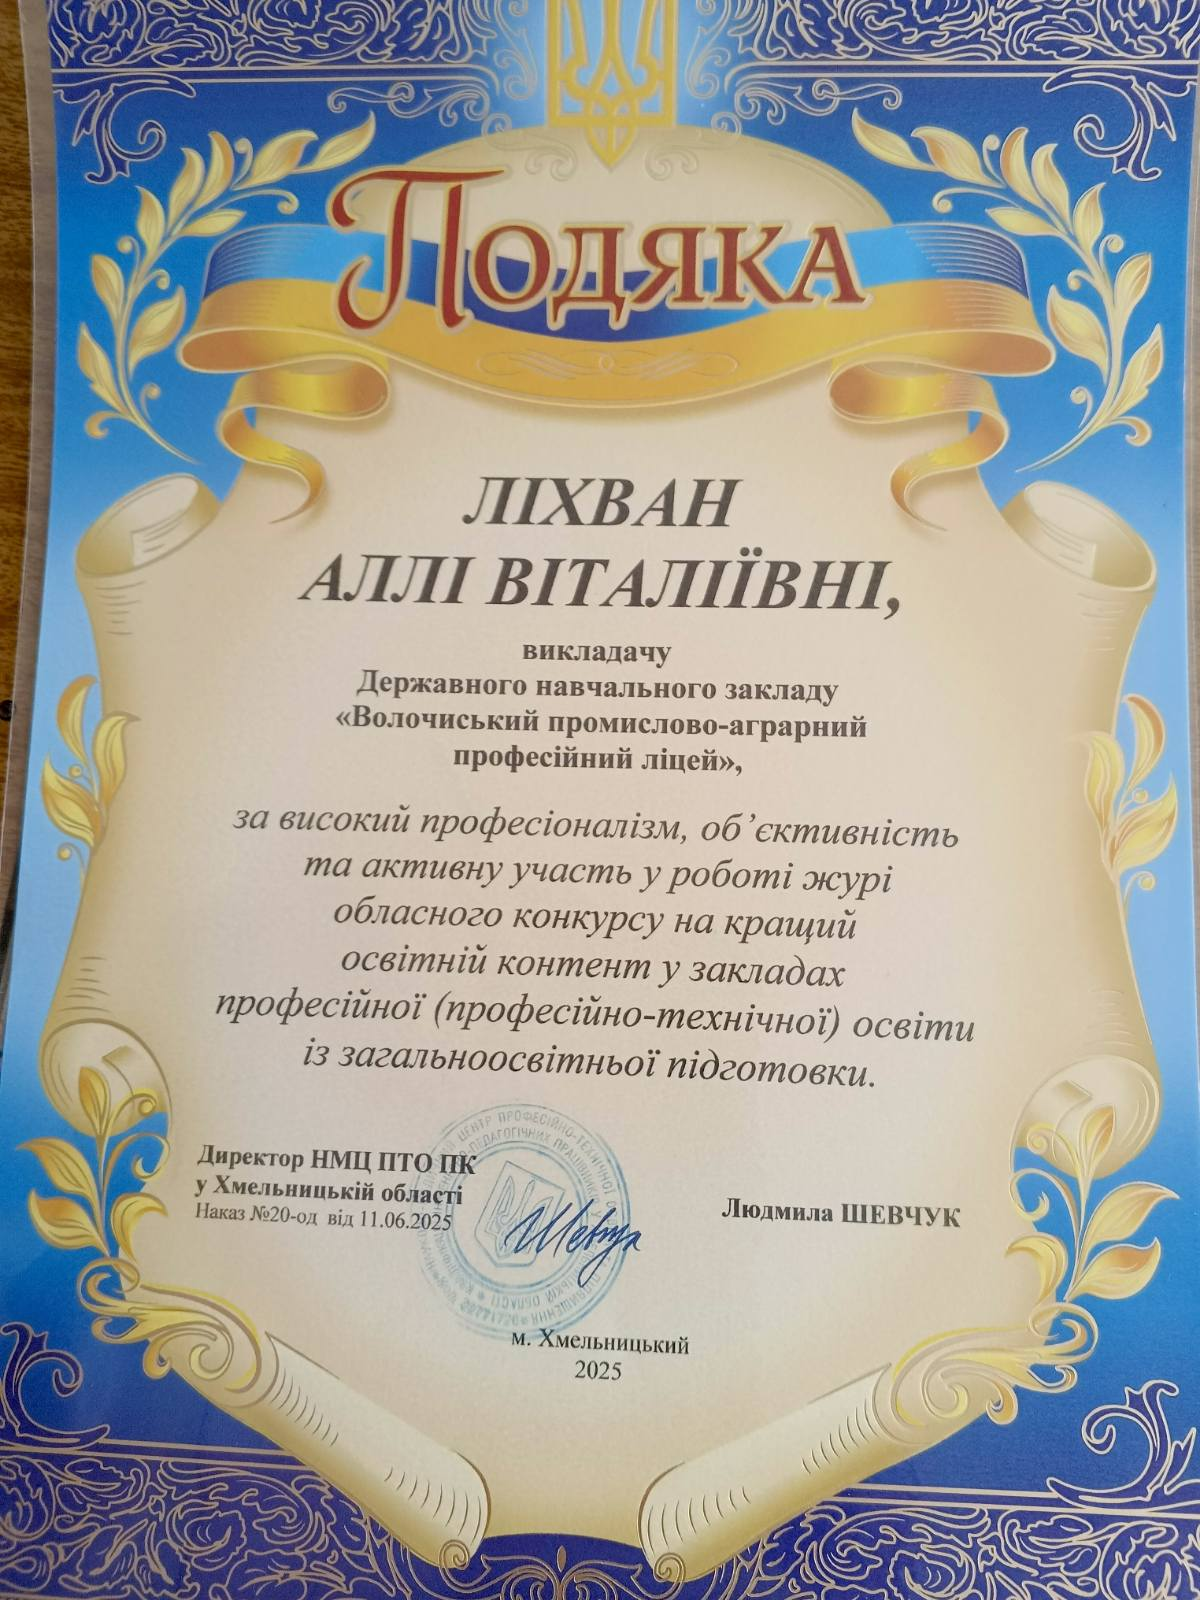 Подяка
ЛІХВАН
АЛЛІ ВІТАЛІЇВНІ,
викладачу
Державного навчального закладу
«Волочиський промислово-аграрний
професійний ліцей»,
за високий професіоналізм, об’єктивність
та активну участь у роботі журі
обласного конкурсу на кращий
освітній контент у закладах
професійної (професійно-технічної) освіти
із загальноосвітньої підготовки.
Директор НМЦ ПТО ПК
у Хмельницькій області
Наказ №20-од від 11.06.2025
Людмила ШЕВЧУК
м. Хмельницький
2025